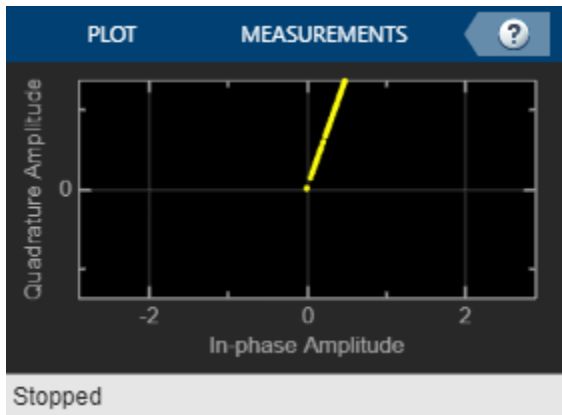 PLOT MEASUREMENTS ?
Quadrature Amplitude
0
-2 0 2
In-phase Amplitude
Stopped